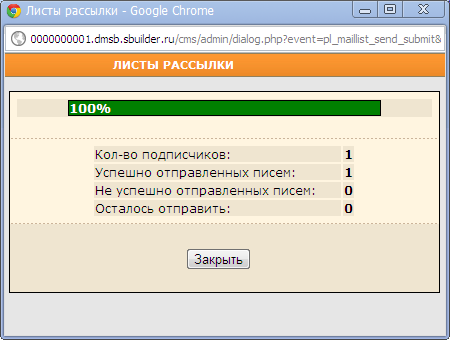 Листы рассылки - Google Chrome
0000000001.dmsb.sbuilder.ru/cms/admin/dialog.php?event=pl_maillist_send_submit&
ЛИСТЫ РАССЫЛКИ
100%
Кол-во подписчиков: 1
Успешно отправленных писем: 1
Не успешно отправленных писем: 0
Осталось отправить: 0
Закрыть